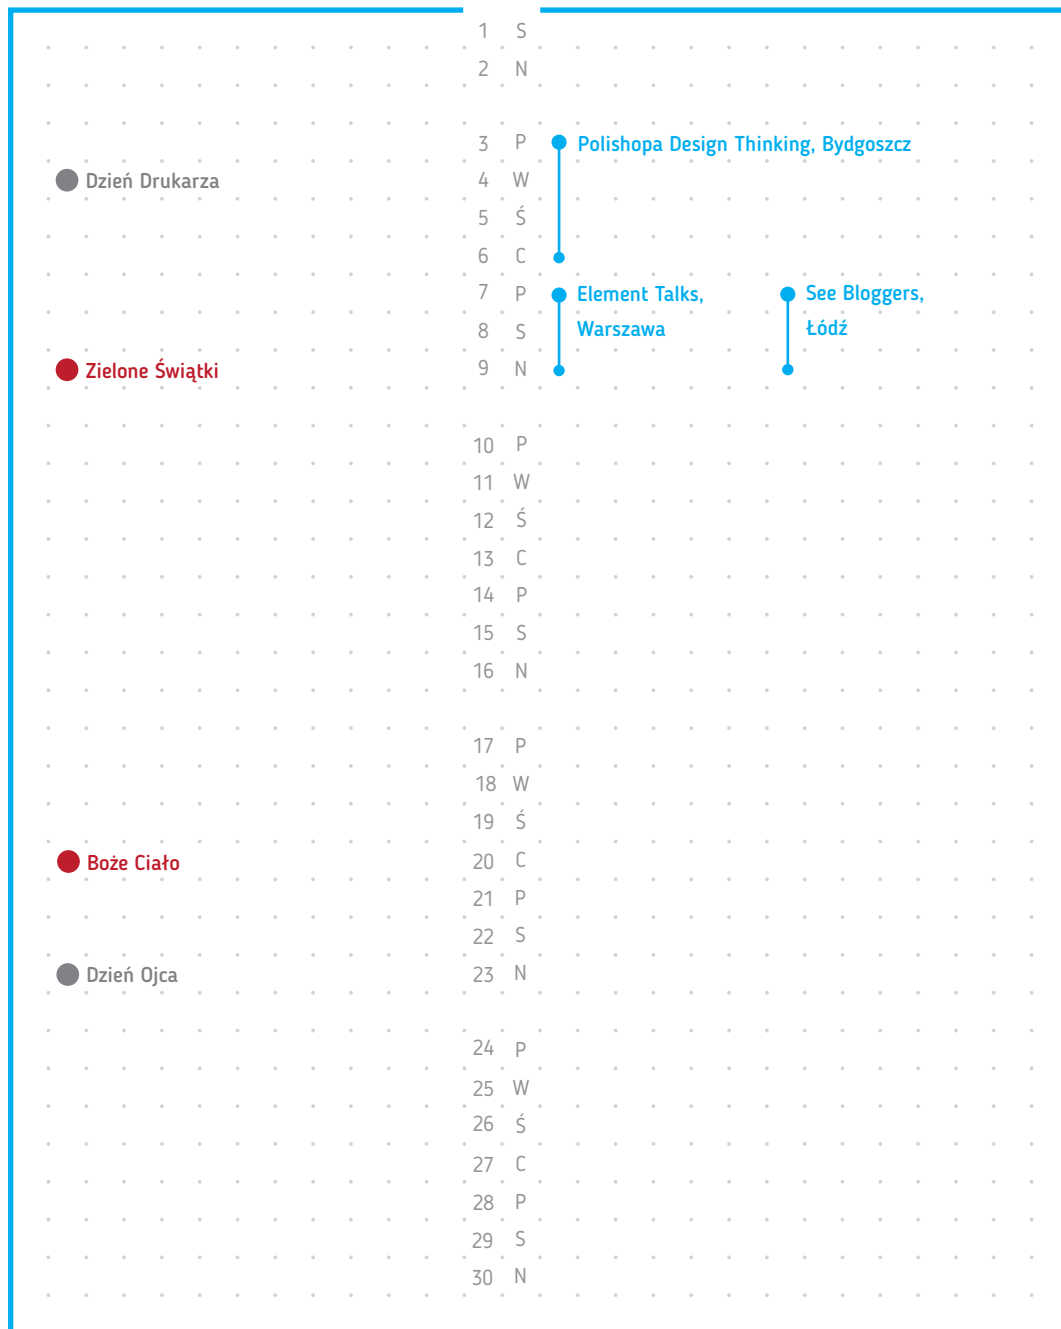 1 S
2 N
3 P Polishopa Design Thinking, Bydgoszcz
Dzień Drukarza 4 W
5 Ś
6 C
7 P Element Talks, See Bloggers,
8 S Warszawa Łódź
Zielone Świątki 9 N
10 P
11 W
12 Ś
13 C
14 P
15 S
16 N
17 P
18 W
19 Ś
Boże Ciało 20 C
21 P
22 S
Dzień Ojca 23 N
24 P
25 W
26 Ś
27 C
28 P
29 S
30 N